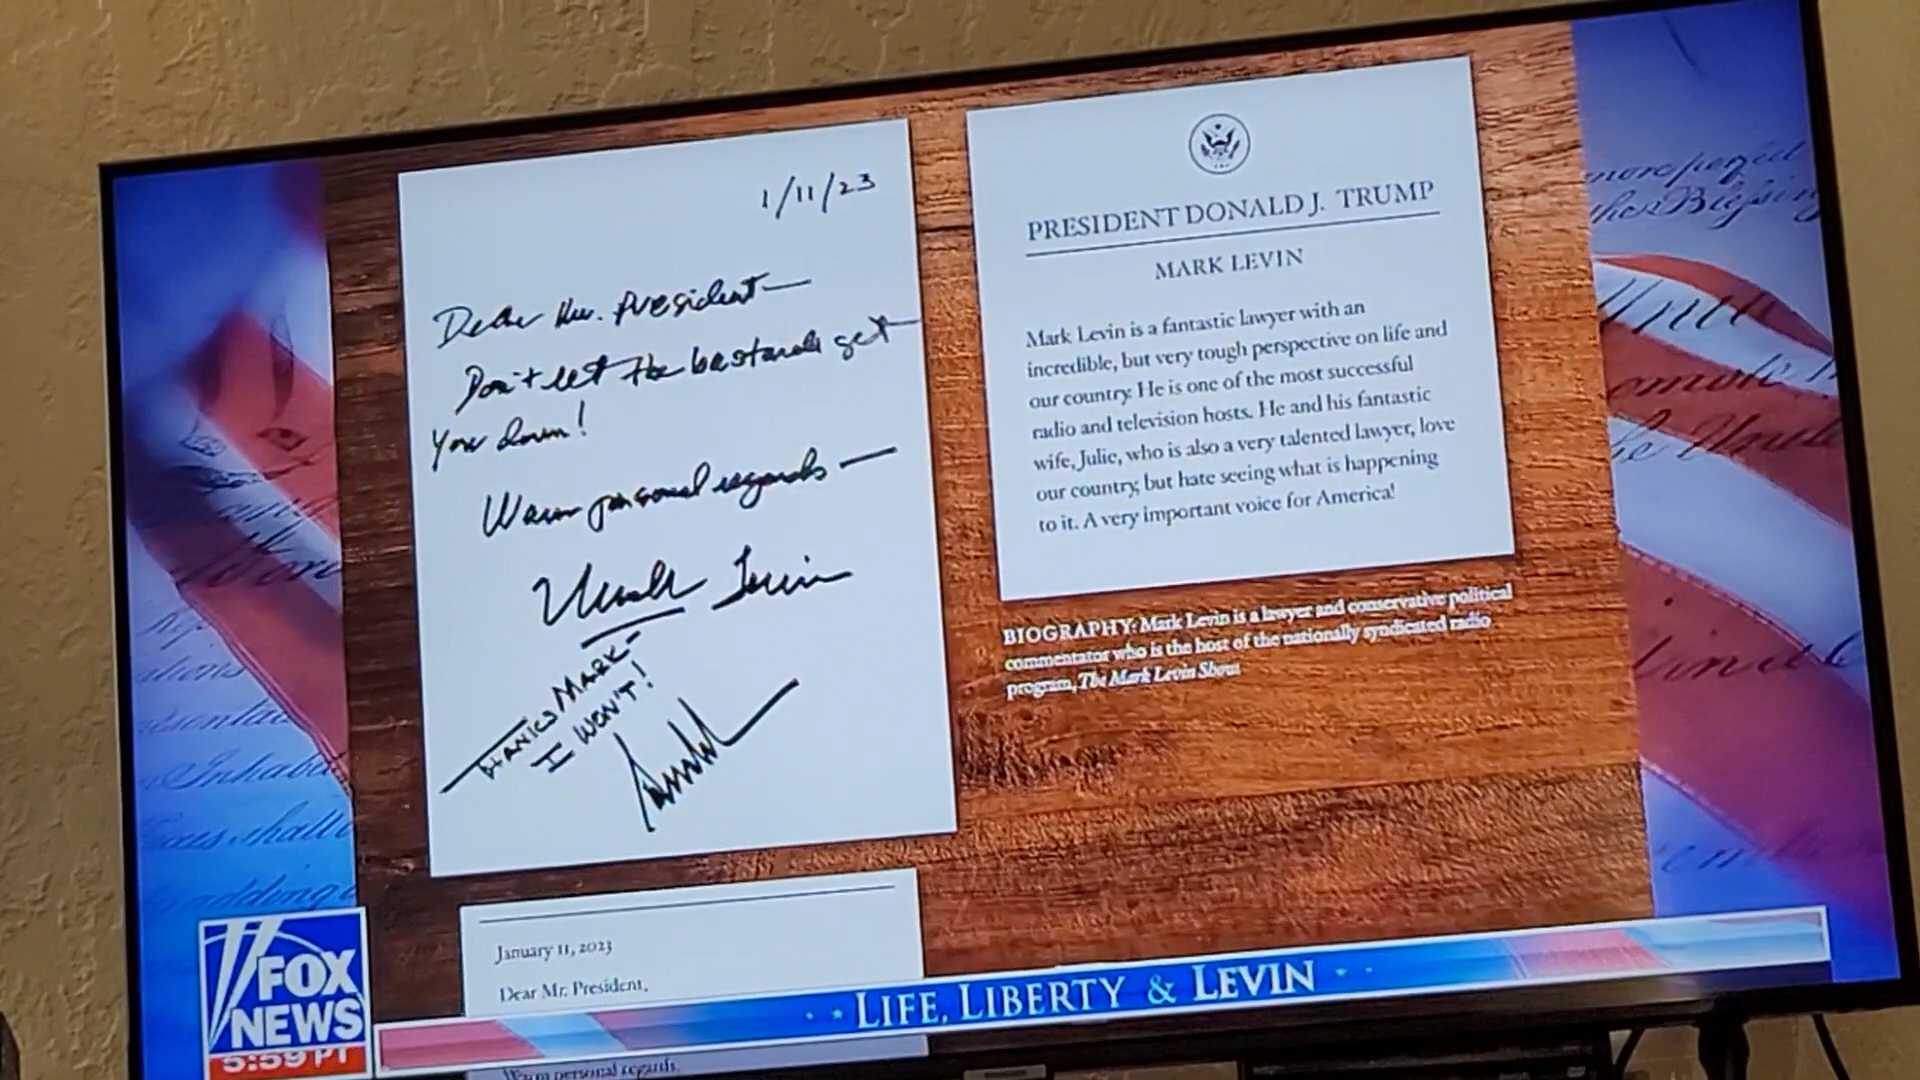 1/11/23
Dear Mr. President—
Don't let the bastards get
you down!
Warm personal regards—
Mark Levin
THANKS MARK-
I WON'T!
January 11, 2023
Dear Mr. President,
Warm personal regards,
PRESIDENT DONALD J. TRUMP
MARK LEVIN
Mark Levin is a fantastic lawyer with an
incredible, but very tough perspective on life and
our country. He is one of the most successful
radio and television hosts. He and his fantastic
wife, Julie, who is also a very talented lawyer, love
our country, but hate seeing what is happening
to it. A very important voice for America!
BIOGRAPHY: Mark Levin is a lawyer and conservative political
commentator who is the host of the nationally syndicated radio
program, The Mark Levin Show
FOX
NEWS
5:59 PT
LIFE, LIBERTY & LEVIN
more perfect
the Blessing